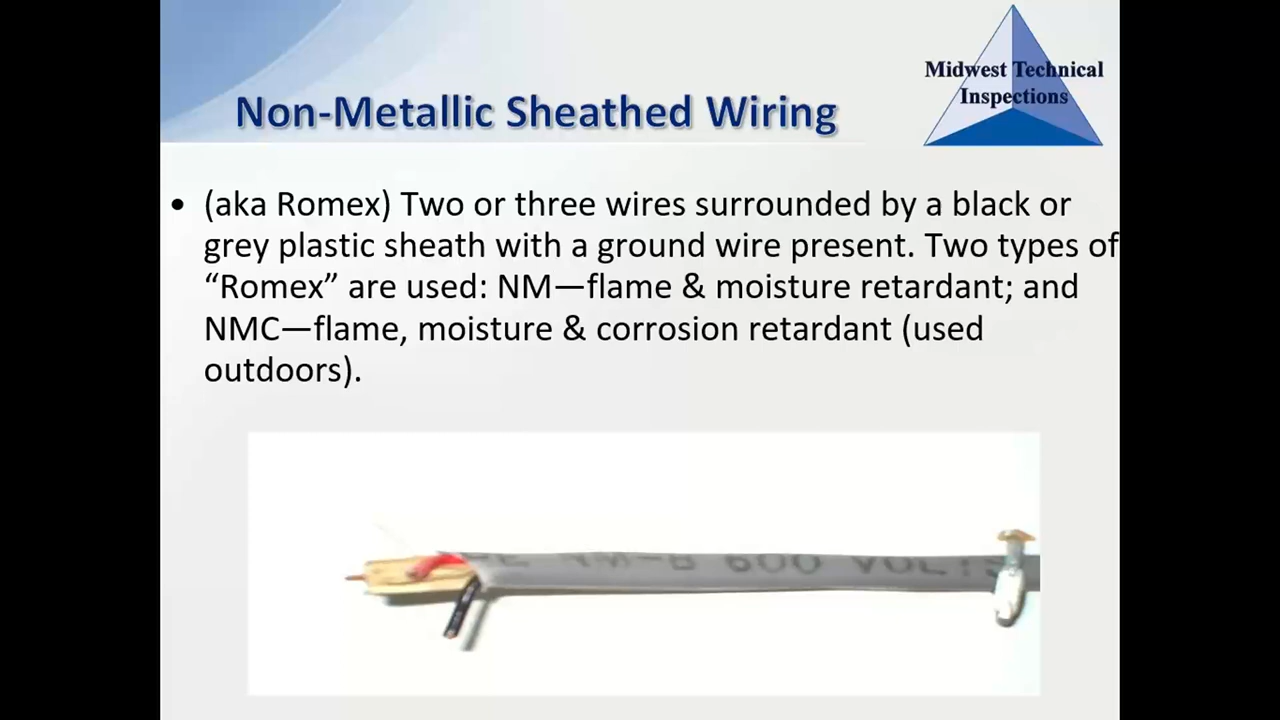 Midwest Technical
Inspections
Non-Metallic Sheathed Wiring
• (aka Romex) Two or three wires surrounded by a black or
grey plastic sheath with a ground wire present. Two types of
“Romex” are used: NM—flame & moisture retardant; and
NMC—flame, moisture & corrosion retardant (used
outdoors).
600 VOLTS